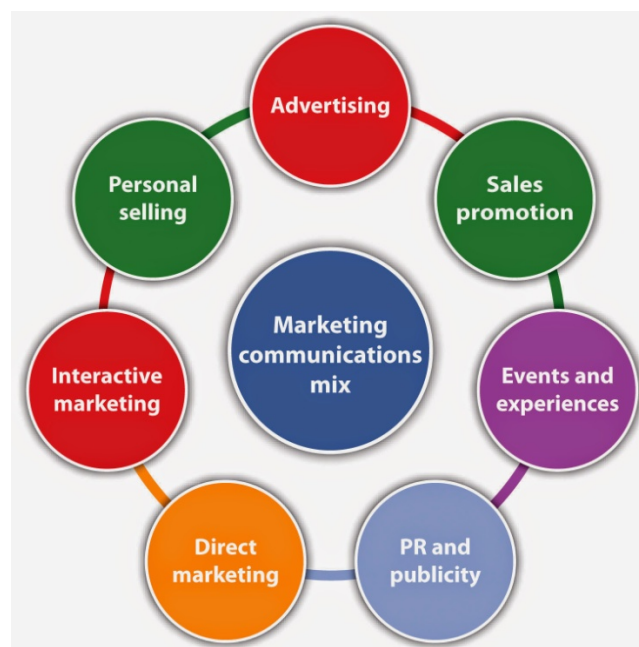 Advertising
Sales
promotion
Events and
experiences
PR and
publicity
Direct
marketing
Interactive
marketing
Personal
selling
Marketing
communications
mix